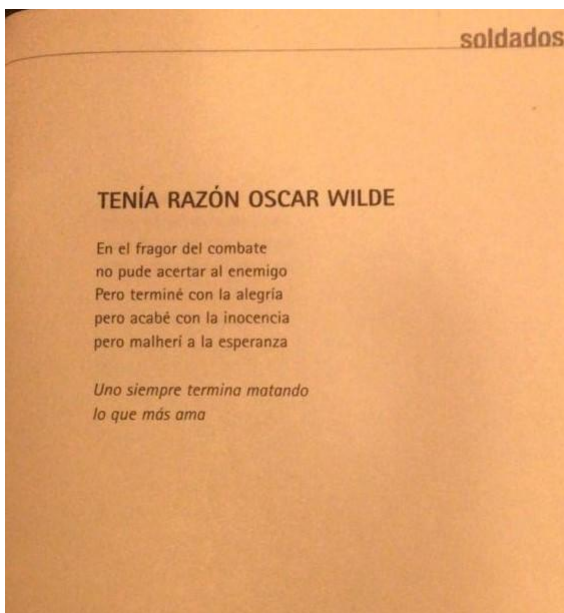 soldados
TENÍA RAZÓN OSCAR WILDE
En el fragor del combate
no pude acertar al enemigo
Pero terminé con la alegría
pero acabé con la inocencia
pero malherí a la esperanza
Uno siempre termina matando
lo que más ama